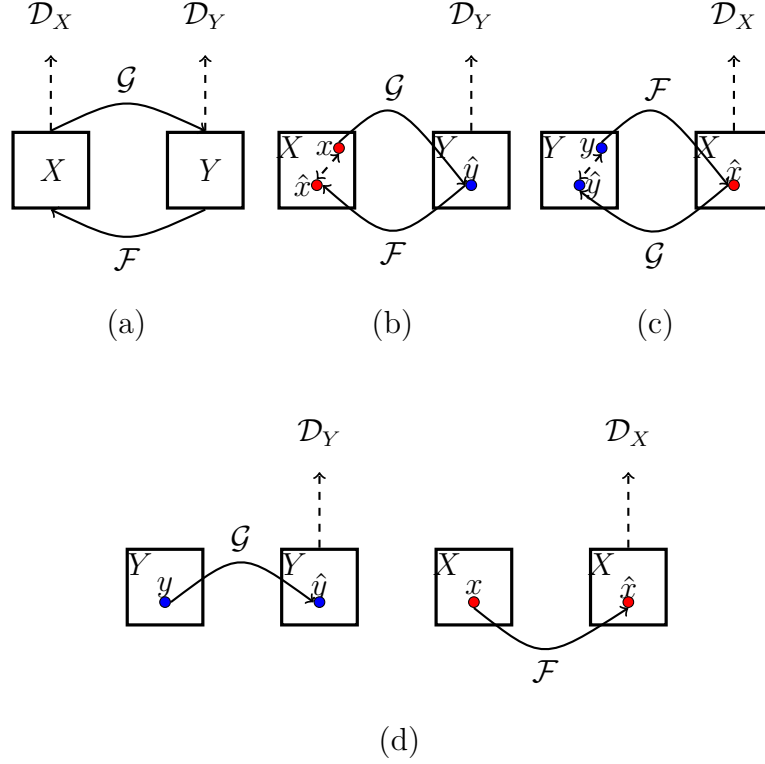 𝒟_X 𝒟_Y 𝒟_Y 𝒟_X
𝒢 𝒢 ℱ
X Y X x x̂ Y ŷ Y y ŷ X x̂
ℱ ℱ 𝒢
(a) (b) (c)
𝒟_Y 𝒟_X
𝒢
Y y Y ŷ X x X x̂
ℱ
(d)